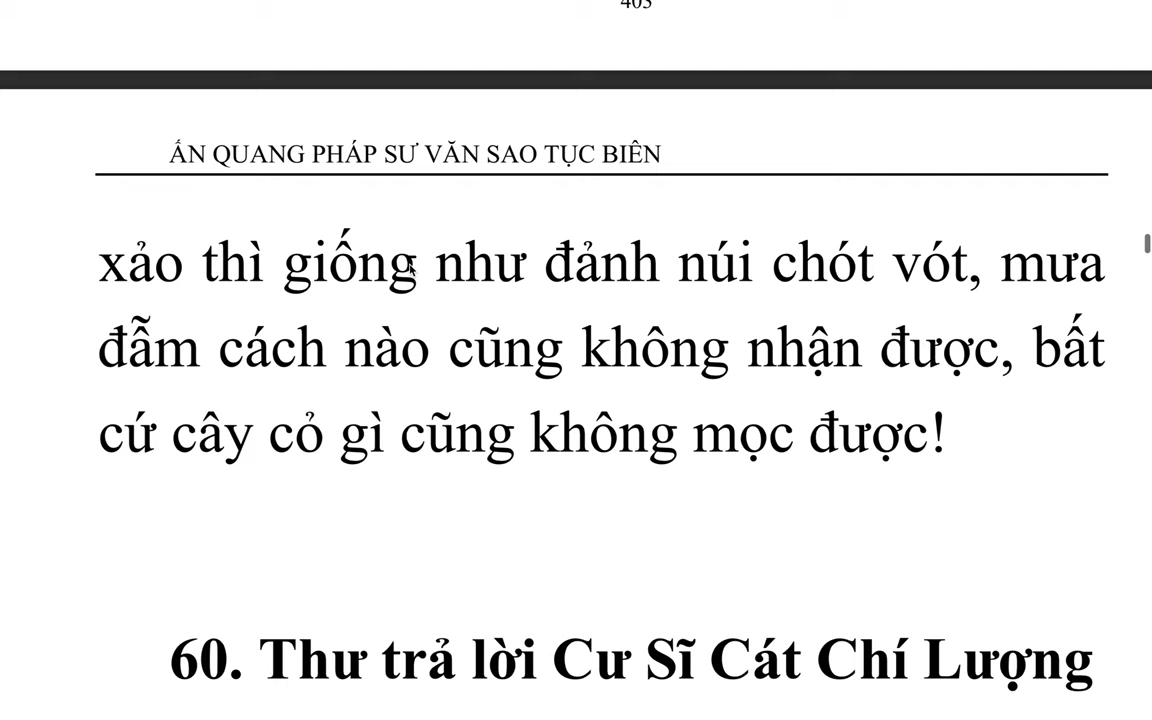 403
ẤN QUANG PHÁP SƯ VĂN SAO TỤC BIÊN
xảo thì giống như đảnh núi chót vót, mưa
đẫm cách nào cũng không nhận được, bất
cứ cây cỏ gì cũng không mọc được!
60. Thư trả lời Cư Sĩ Cát Chí Lượng